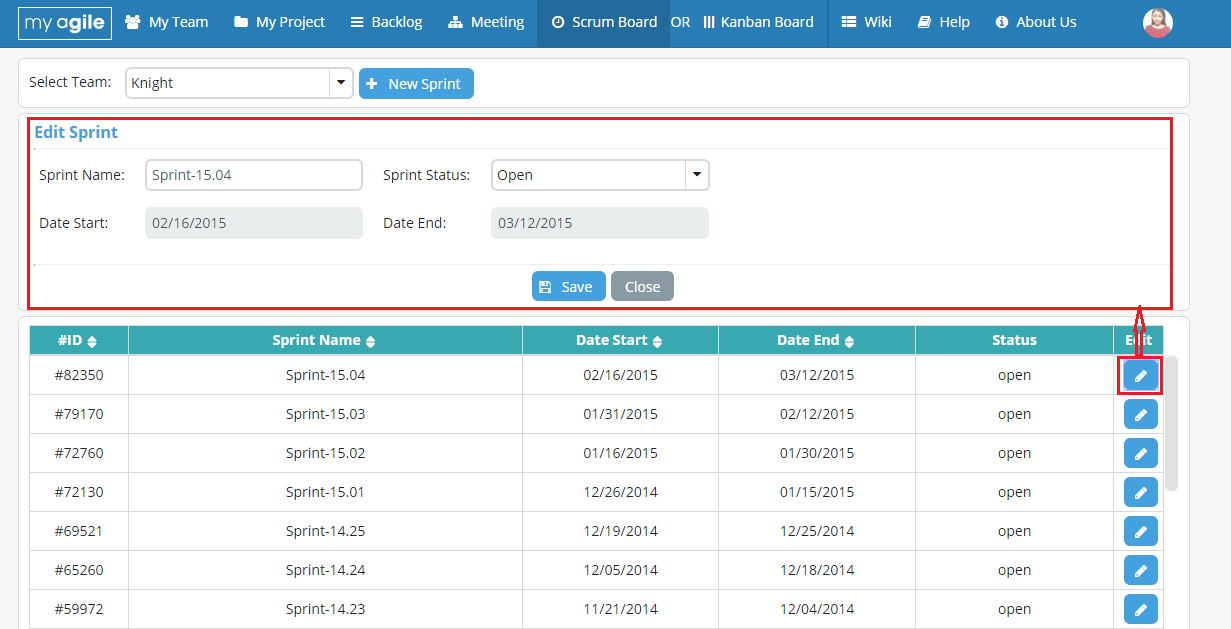 my agile My Team My Project Backlog Meeting Scrum Board OR Kanban Board Wiki Help About Us
Select Team: Knight New Sprint
Edit Sprint
Sprint Name: Sprint-15.04 Sprint Status: Open
Date Start: 02/16/2015 Date End: 03/12/2015
Save Close
#ID Sprint Name Date Start Date End Status Edit
#82350 Sprint-15.04 02/16/2015 03/12/2015 open
#79170 Sprint-15.03 01/31/2015 02/12/2015 open
#72760 Sprint-15.02 01/16/2015 01/30/2015 open
#72130 Sprint-15.01 12/26/2014 01/15/2015 open
#69521 Sprint-14.25 12/19/2014 12/25/2014 open
#65260 Sprint-14.24 12/05/2014 12/18/2014 open
#59972 Sprint-14.23 11/21/2014 12/04/2014 open